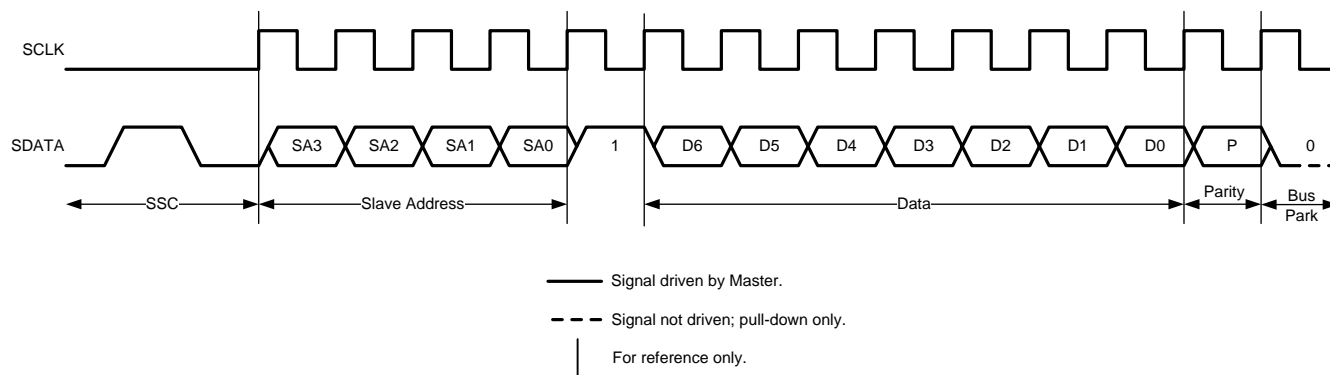 SCLK
SDATA
SA3 SA2 SA1 SA0 1 D6 D5 D4 D3 D2 D1 D0 P 0
SSC Slave Address Data Parity Bus
Park
Signal driven by Master.
Signal not driven; pull-down only.
For reference only.